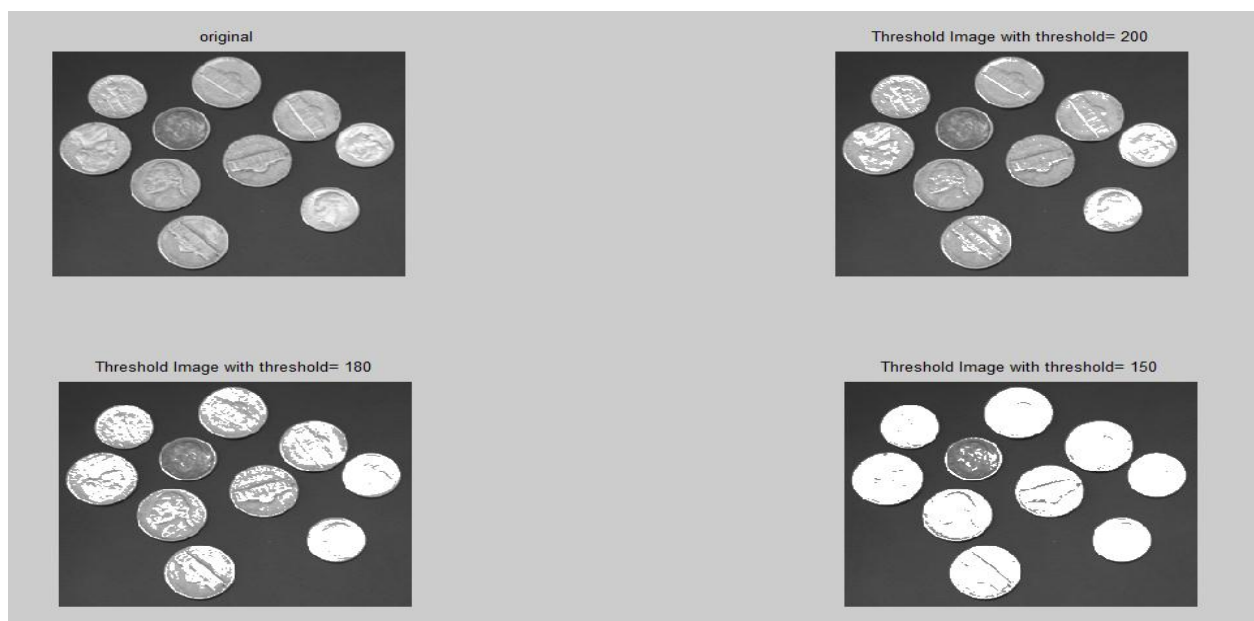 original
Threshold Image with threshold= 200
Threshold Image with threshold= 180
Threshold Image with threshold= 150